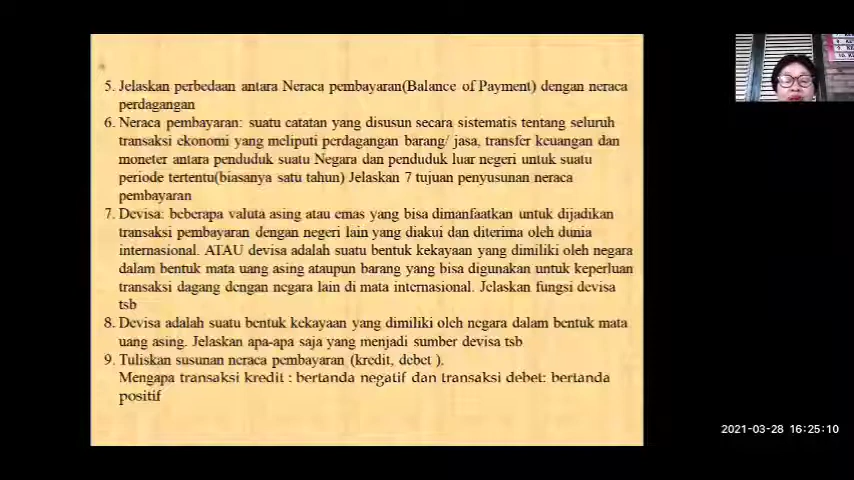 5. Jelaskan perbedaan antara Neraca pembayaran(Balance of Payment) dengan neraca
perdagangan
6. Neraca pembayaran: suatu catatan yang disusun secara sistematis tentang seluruh
transaksi ekonomi yang meliputi perdagangan barang/ jasa, transfer keuangan dan
moneter antara penduduk suatu Negara dan penduduk luar negeri untuk suatu
periode tertentu(biasanya satu tahun) Jelaskan 7 tujuan penyusunan neraca
pembayaran
7. Devisa: beberapa valuta asing atau emas yang bisa dimanfaatkan untuk dijadikan
transaksi pembayaran dengan negeri lain yang diakui dan diterima oleh dunia
internasional. ATAU devisa adalah suatu bentuk kekayaan yang dimiliki oleh negara
dalam bentuk mata uang asing ataupun barang yang bisa digunakan untuk keperluan
transaksi dagang dengan negara lain di mata internasional. Jelaskan fungsi devisa
tsb
8. Devisa adalah suatu bentuk kekayaan yang dimiliki oleh negara dalam bentuk mata
uang asing. Jelaskan apa-apa saja yang menjadi sumber devisa tsb
9. Tuliskan susunan neraca pembayaran (kredit, debet ).
Mengapa transaksi kredit : bertanda negatif dan transaksi debet: bertanda
positif
2021-03-28 16:25:10